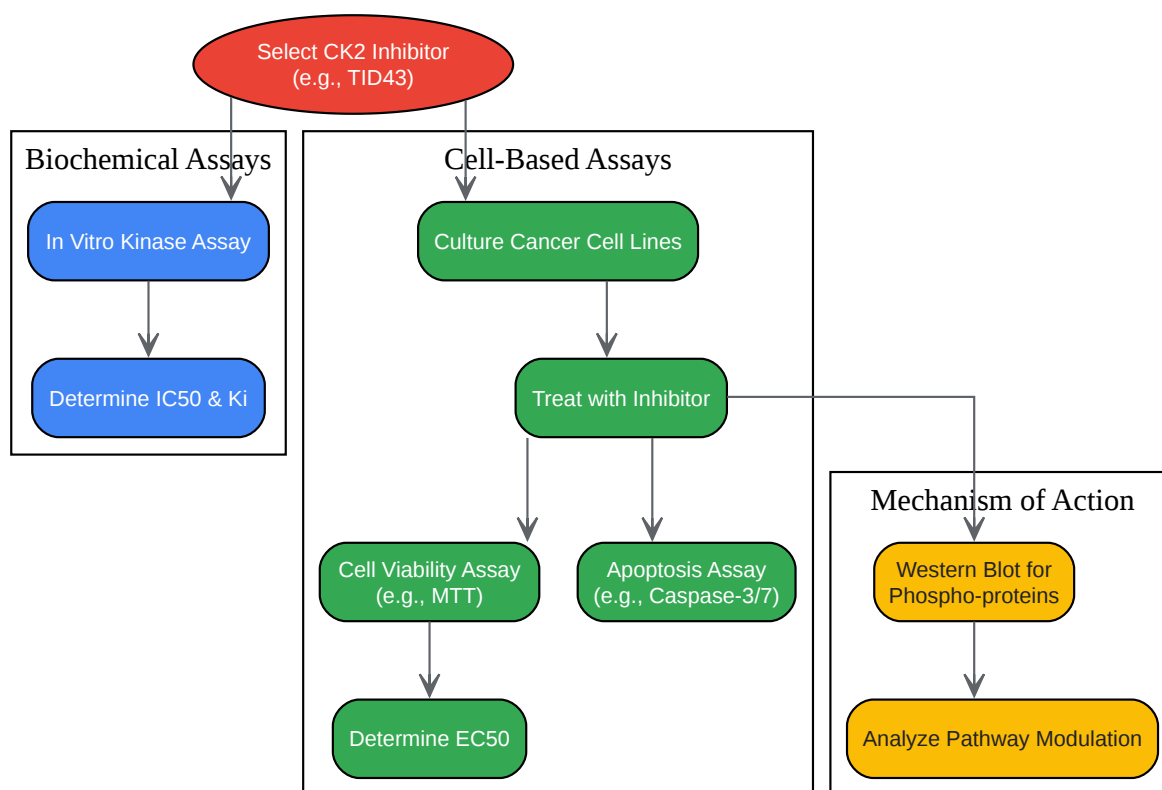 Select CK2 Inhibitor
(e.g., TID43)
Biochemical Assays
Cell-Based Assays
In Vitro Kinase Assay
Culture Cancer Cell Lines
Determine IC50 & Ki
Treat with Inhibitor
Mechanism of Action
Cell Viability Assay
(e.g., MTT)
Apoptosis Assay
(e.g., Caspase-3/7)
Western Blot for
Phospho-proteins
Determine EC50
Analyze Pathway Modulation